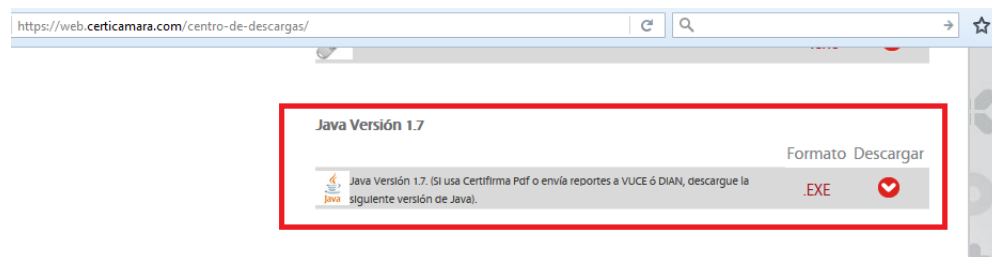 https://web.certicamara.com/centro-de-descargas/
Java Versión 1.7
Formato Descargar
Java Versión 1.7. (Si usa Certifirma Pdf o envía reportes a VUCE ó DIAN, descargue la
siguiente versión de Java).
.EXE
Java